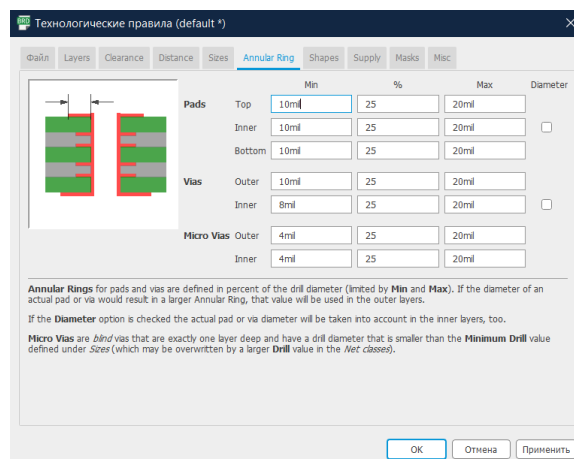 BRD Технологические правила (default *)
Файл Layers Clearance Distance Sizes Annular Ring Shapes Supply Masks Misc
Min % Max Diameter
Pads Top 10mil 25 20mil
Inner 10mil 25 20mil
Bottom 10mil 25 20mil
Vias Outer 10mil 25 20mil
Inner 8mil 25 20mil
Micro Vias Outer 4mil 25 20mil
Inner 4mil 25 20mil
Annular Rings for pads and vias are defined in percent of the drill diameter (limited by Min and Max). If the diameter of an
actual pad or via would result in a larger Annular Ring, that value will be used in the outer layers.
If the Diameter option is checked the actual pad or via diameter will be taken into account in the inner layers, too.
Micro Vias are blind vias that are exactly one layer deep and have a drill diameter that is smaller than the Minimum Drill value
defined under Sizes (which may be overwritten by a larger Drill value in the Net classes).
OK Отмена Применить